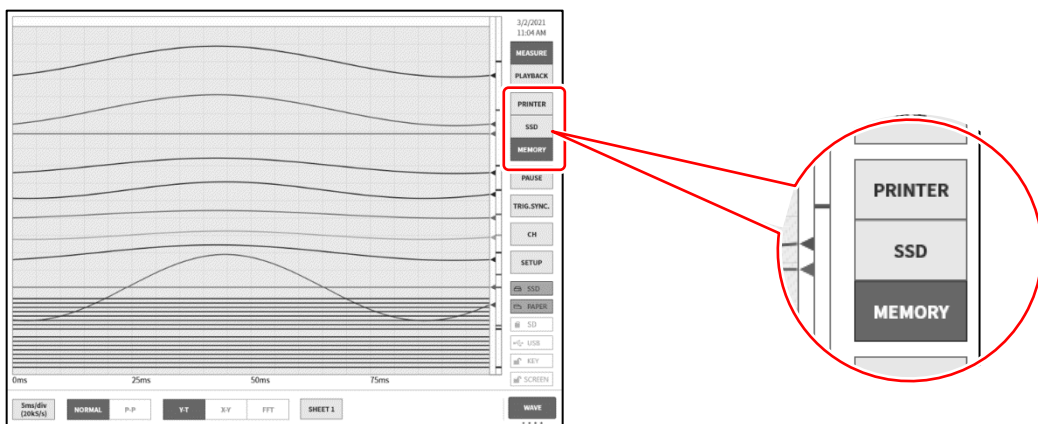 3/2/2021
11:04 AM
MEASURE
PLAYBACK
PRINTER
SSD
MEMORY
PAUSE
TRIG.SYNC.
CH
SETUP
SSD
PAPER
SD
USB
KEY
SCREEN
0ms 25ms 50ms 75ms
5ms/div
(20kS/s)
NORMAL P-P Y-T X-Y FFT SHEET 1 WAVE
PRINTER
SSD
MEMORY